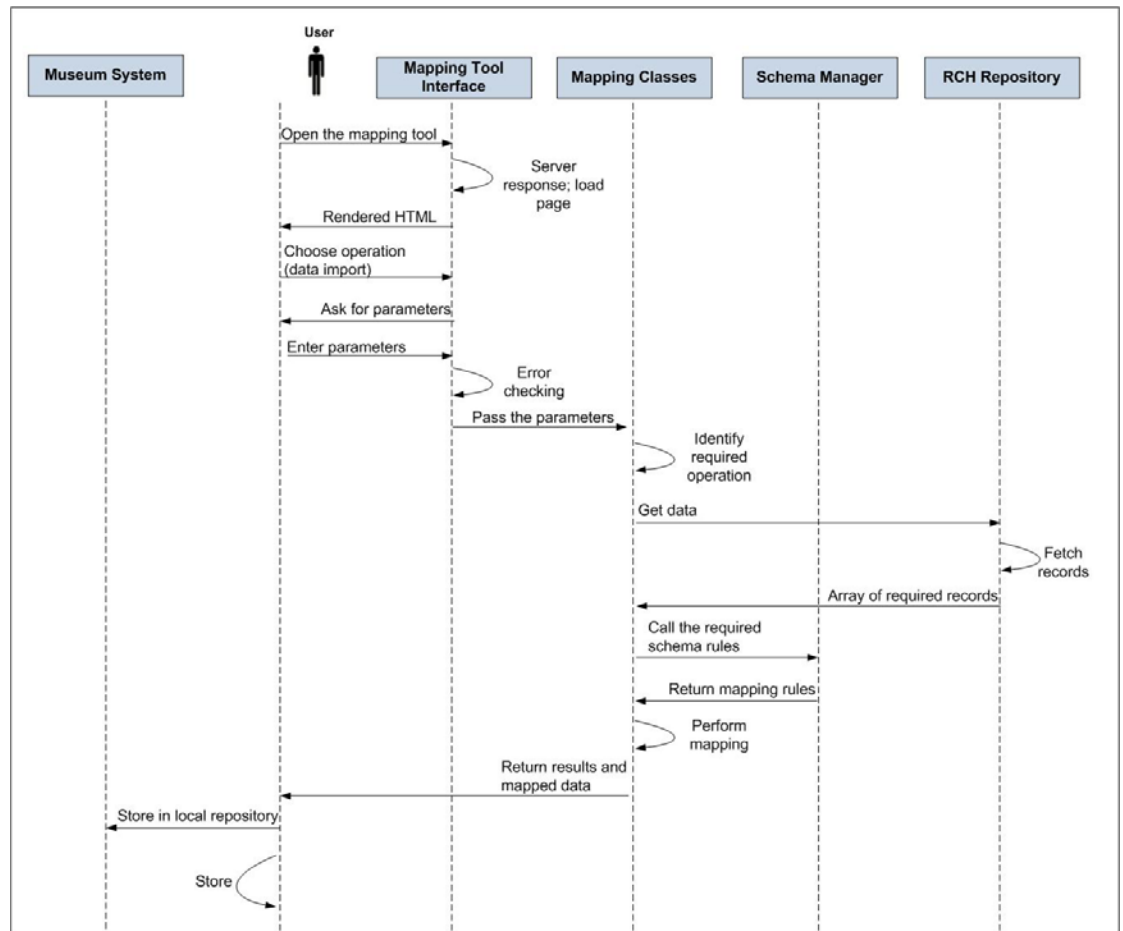 User
Museum System
Mapping Tool
Interface
Mapping Classes
Schema Manager
RCH Repository
Open the mapping tool
Server
response; load
page
Rendered HTML
Choose operation
(data import)
Ask for parameters
Enter parameters
Error
checking
Pass the parameters
Identify
required
operation
Get data
Fetch
records
Array of required records
Call the required
schema rules
Return mapping rules
Perform
mapping
Return results and
mapped data
Store in local repository
Store